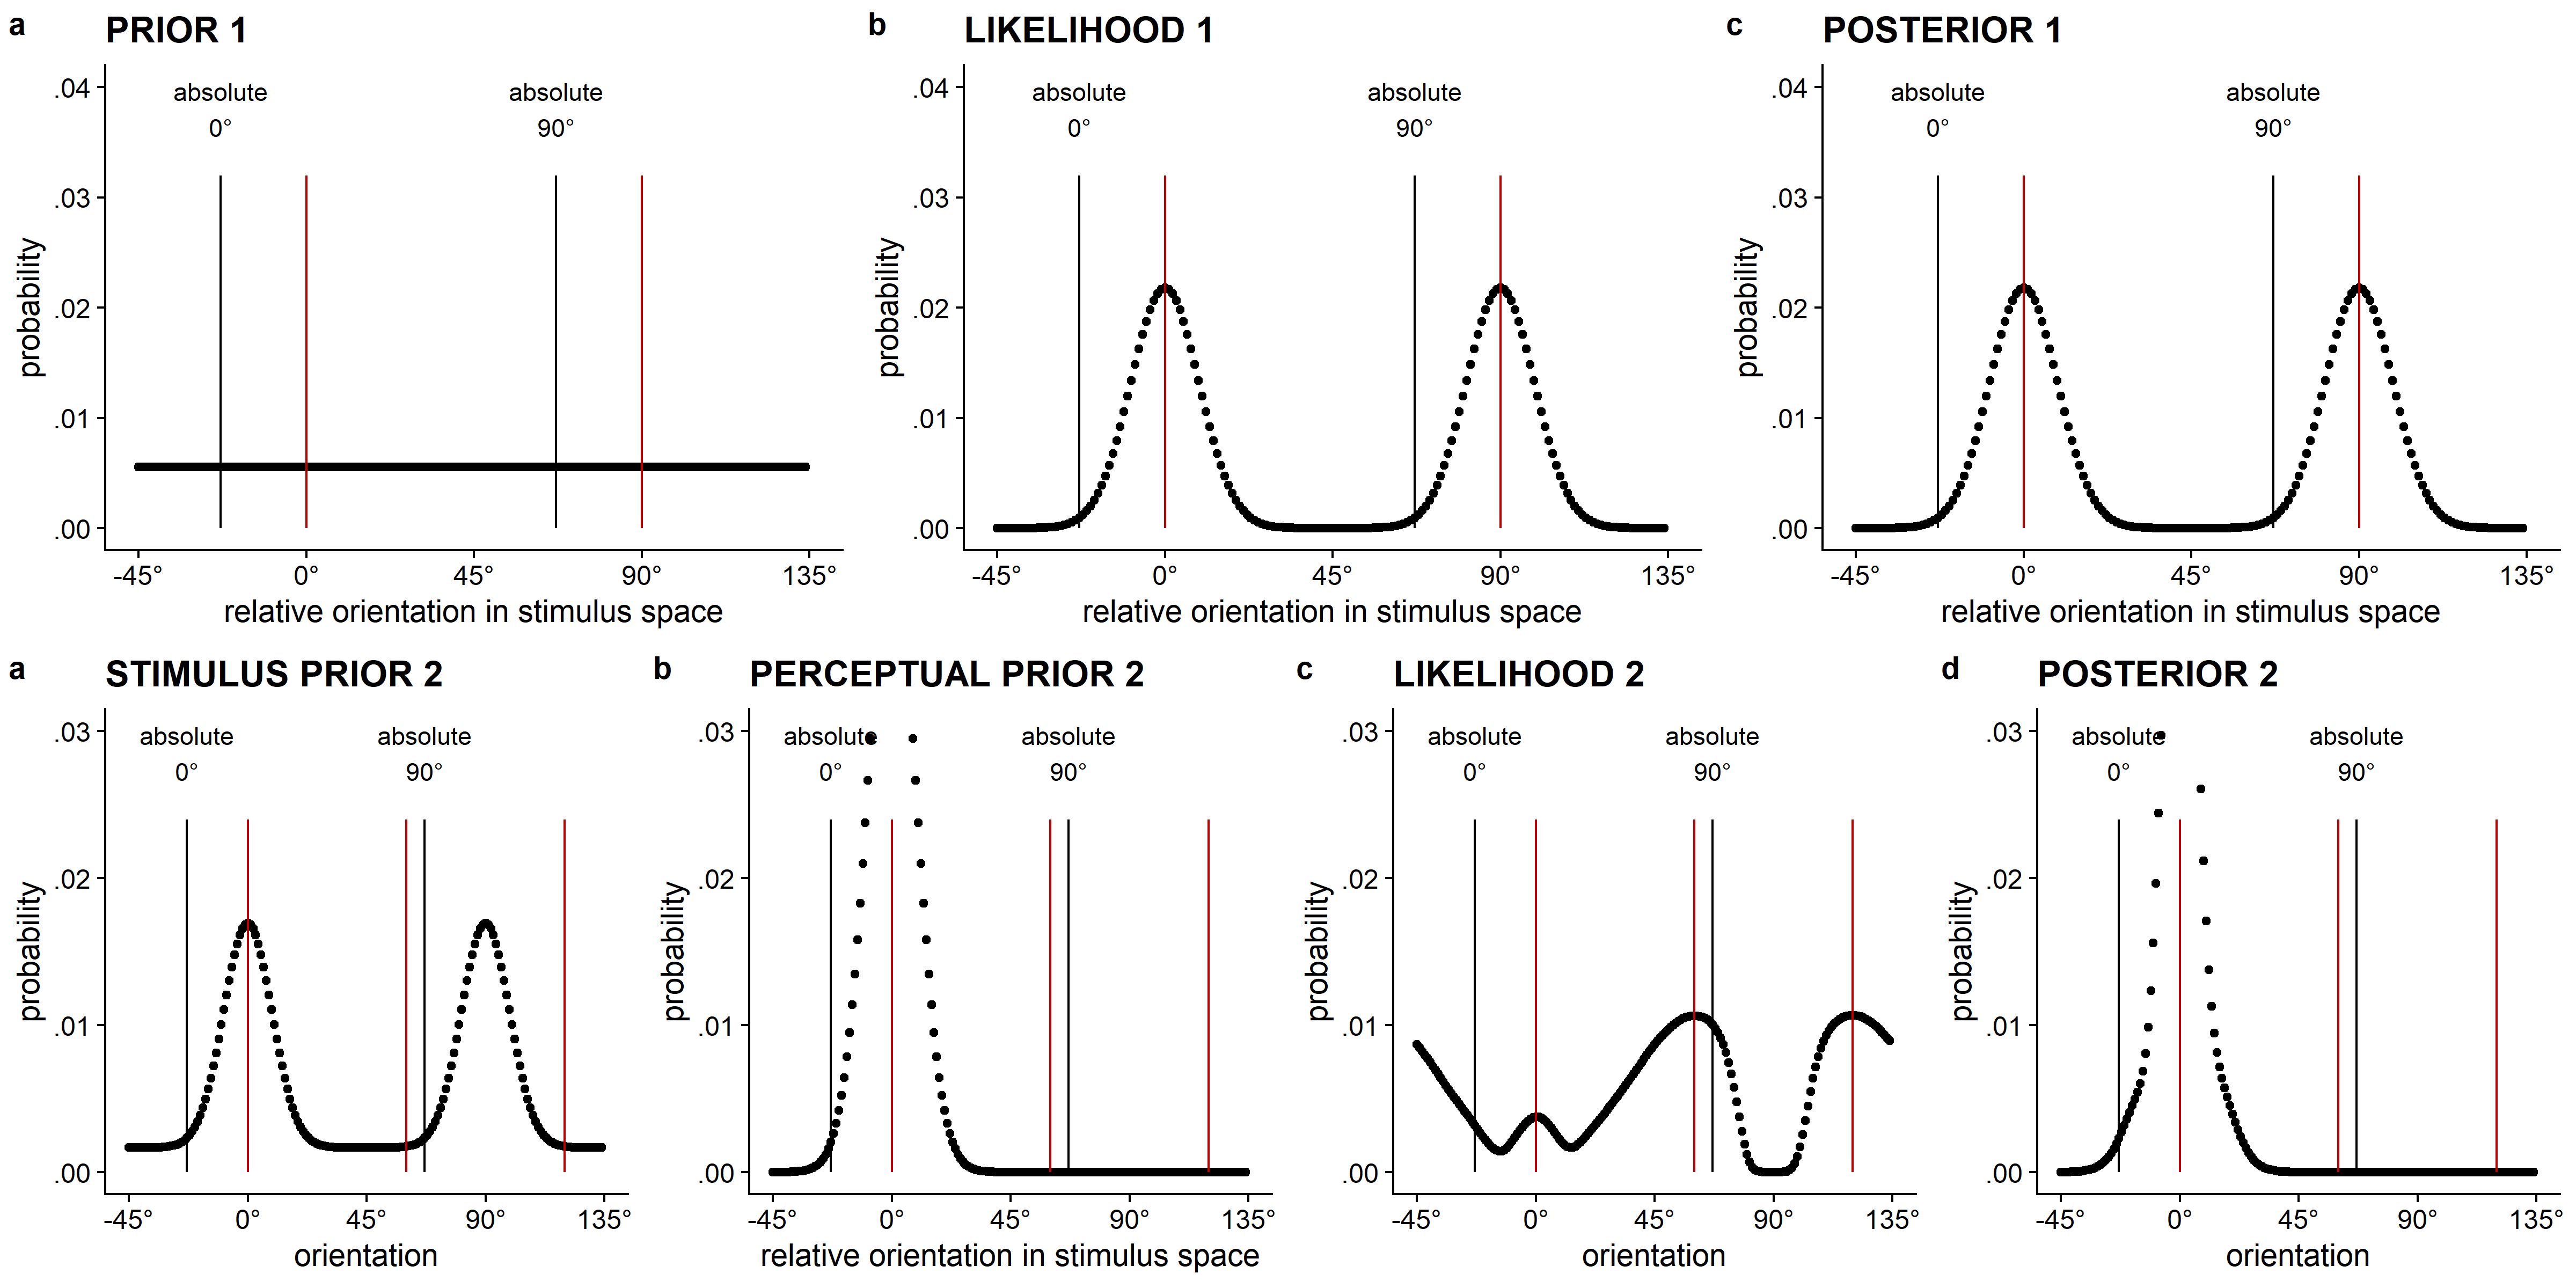 a PRIOR 1
.04
.03
.02
.01
.00
absolute
0°
absolute
90°
probability
-45° 0° 45° 90° 135°
relative orientation in stimulus space
b LIKELIHOOD 1
.04
.03
.02
.01
.00
absolute
0°
absolute
90°
probability
-45° 0° 45° 90° 135°
relative orientation in stimulus space
c POSTERIOR 1
.04
.03
.02
.01
.00
absolute
0°
absolute
90°
probability
-45° 0° 45° 90° 135°
relative orientation in stimulus space
a STIMULUS PRIOR 2
.03
.02
.01
.00
absolute
0°
absolute
90°
probability
-45° 0° 45° 90° 135°
orientation
b PERCEPTUAL PRIOR 2
.03
.02
.01
.00
absolute
0°
absolute
90°
probability
-45° 0° 45° 90° 135°
relative orientation in stimulus space
c LIKELIHOOD 2
.03
.02
.01
.00
absolute
0°
absolute
90°
probability
-45° 0° 45° 90° 135°
orientation
d POSTERIOR 2
.03
.02
.01
.00
absolute
0°
absolute
90°
probability
-45° 0° 45° 90° 135°
orientation